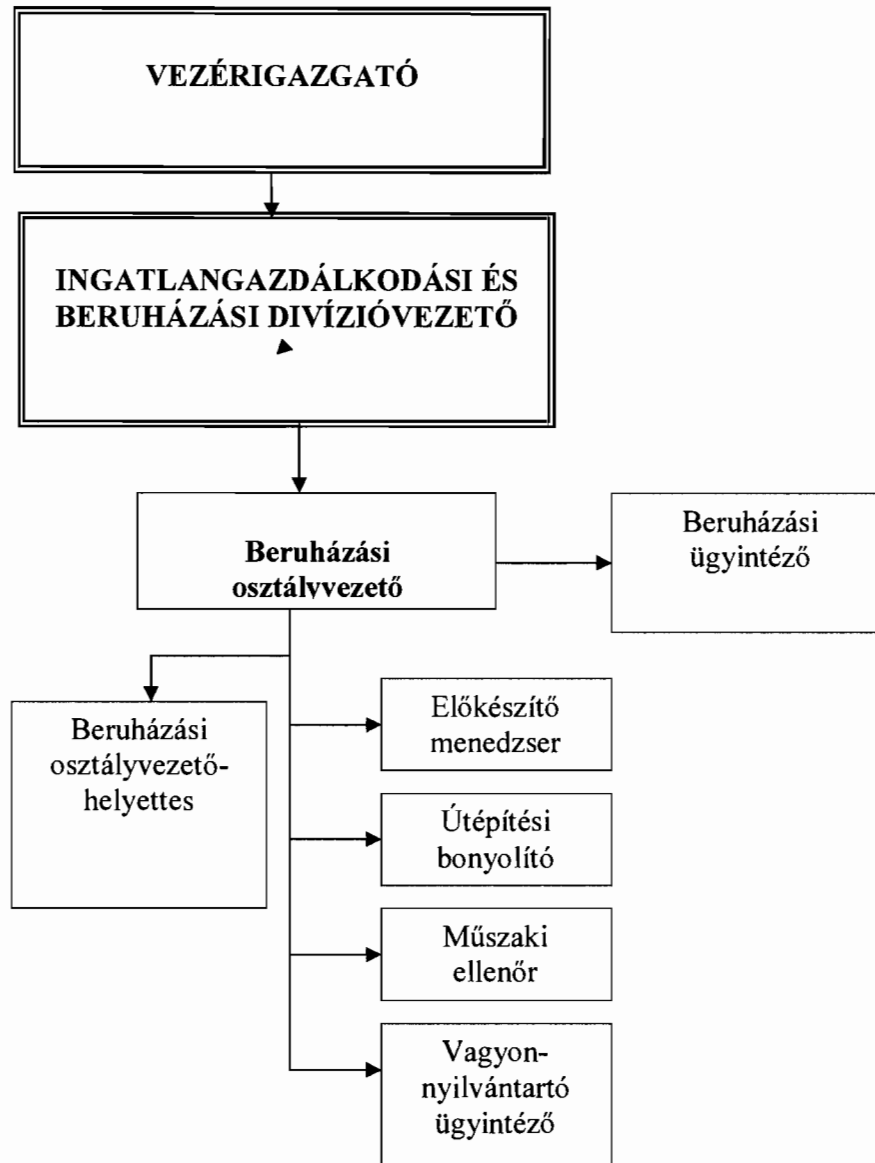 VEZÉRIGAZGATÓ
INGATLANGAZDÁLKODÁSI ÉS
BERUHÁZÁSI DIVÍZIÓVEZETŐ
Beruházási
osztályvezető
Beruházási
ügyintéző
Beruházási
osztályvezető-
helyettes
Előkészítő
menedzser
Útépítési
bonyolító
Műszaki
ellenőr
Vagyon-
nyilvántartó
ügyintéző